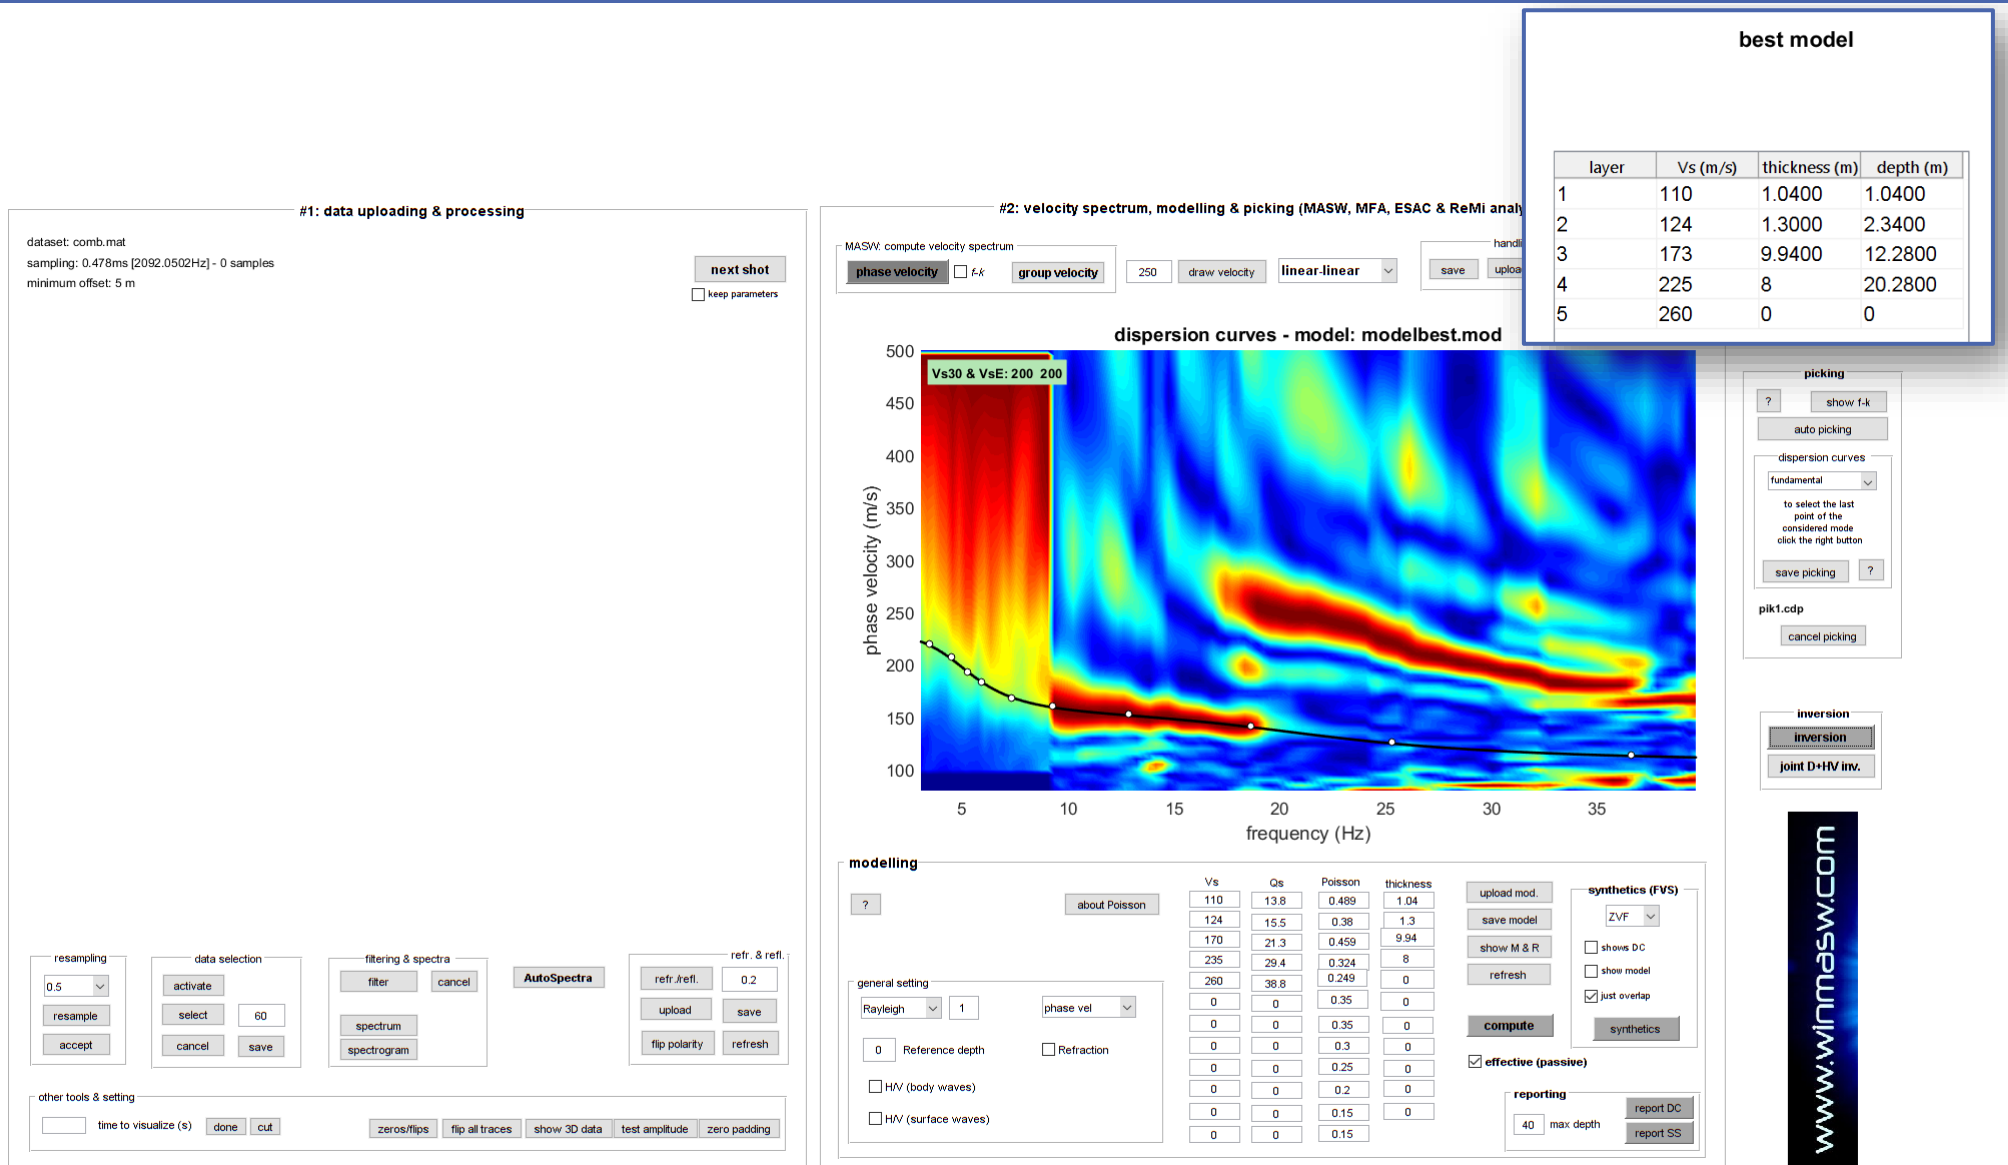 best model
layer Vs (m/s) thickness (m) depth (m)
1 110 1.0400 1.0400
2 124 1.3000 2.3400
3 173 9.9400 12.2800
4 225 8 20.2800
5 260 0 0
#1: data uploading & processing
dataset: comb.mat
sampling: 0.478ms [2092.0502Hz] - 0 samples
minimum offset: 5 m
next shot
keep parameters
resampling
0.5
resample
accept
data selection
activate
select 60
cancel save
filtering & spectra
filter cancel
spectrum
spectrogram
AutoSpectra
refr. & refl.
refr./refl. 0.2
upload save
flip polarity refresh
other tools & setting
time to visualize (s) done cut zeros/flips flip all traces show 3D data test amplitude zero padding
#2: velocity spectrum, modelling & picking (MASW, MFA, ESAC & ReMi
MASW: compute velocity spectrum
phase velocity f-k group velocity 250 draw velocity linear-linear
save
dispersion curves - model: modelbest.mod
Vs30 & VsE: 200 200
500
450
400
350
300
250
200
150
100
phase velocity (m/s)
5 10 15 20 25 30 35
frequency (Hz)
picking
? show f-k
auto picking
dispersion curves
fundamental
to select the last
point of the
considered mode
click the right button
save picking ?
pik1.cdp
cancel picking
inversion
inversion
joint D+HV inv.
www.winmasw.com
modelling
? about Poisson
general setting
Rayleigh 1 phase vel
0 Reference depth Refraction
H/V (body waves)
H/V (surface waves)
Vs Qs Poisson thickness
110 13.8 0.489 1.04
124 15.5 0.38 1.3
170 21.3 0.459 9.94
235 29.4 0.324 8
260 38.8 0.249 0
0 0 0.35 0
0 0 0.35 0
0 0 0.3 0
0 0 0.25 0
0 0 0.2 0
0 0 0.15 0
0 0 0.15
upload mod.
save model
show M & R
refresh
compute
effective (passive)
synthetics (FVS)
ZVF
shows DC
show model
just overlap
synthetics
reporting
40 max depth
report DC
report SS